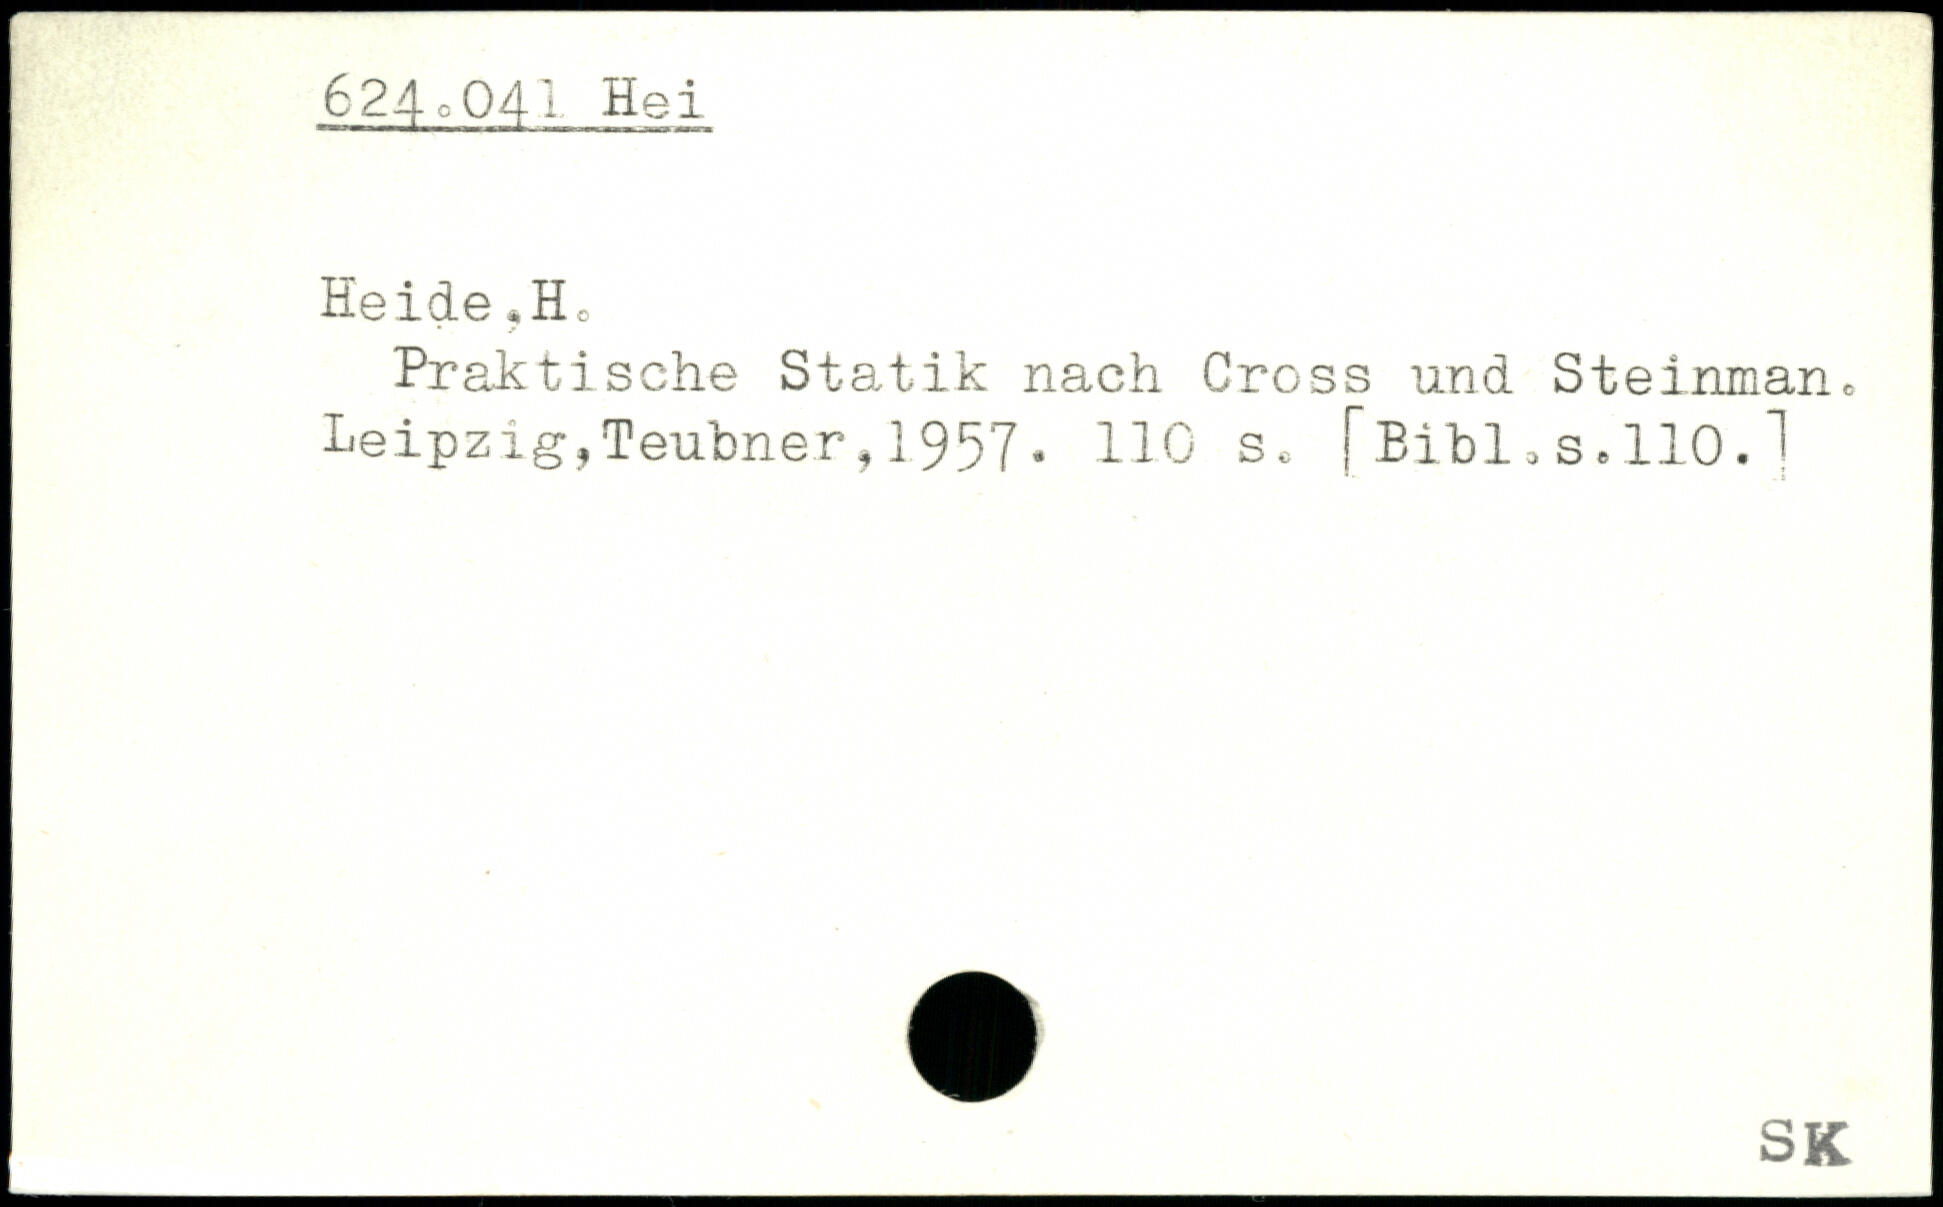 624.041 Hei
Heide,H.
Praktische Statik nach Cross und Steinman.
Leipzig,Teubner,1957. 110 s. [Bibl.s.110.]
SK